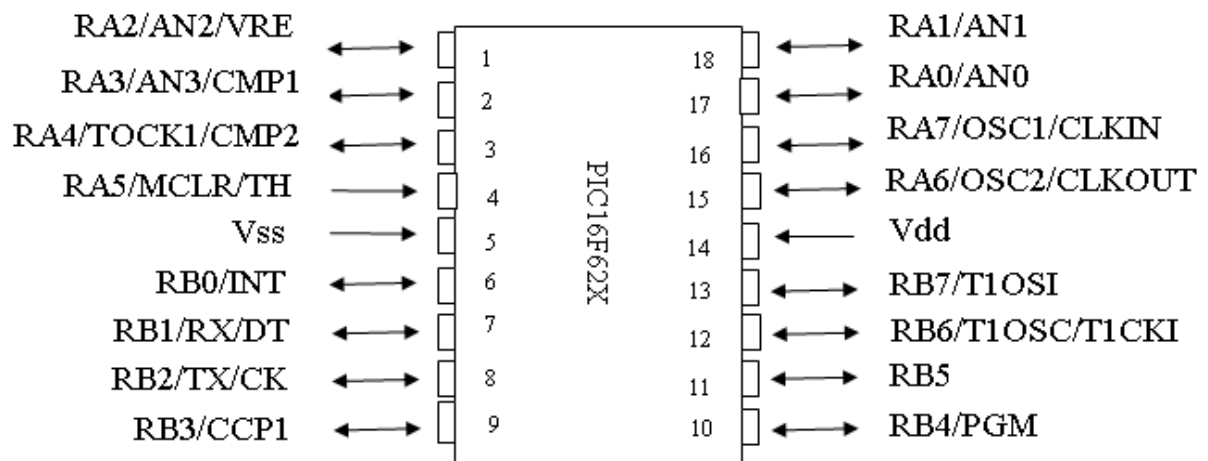 RA2/AN2/VRE 1 18 RA1/AN1
RA3/AN3/CMP1 2 17 RA0/AN0
RA4/TOCK1/CMP2 3 16 RA7/OSC1/CLKIN
RA5/MCLR/TH 4 15 RA6/OSC2/CLKOUT
Vss 5 14 Vdd
RB0/INT 6 13 RB7/T1OSI
RB1/RX/DT 7 12 RB6/T1OSC/T1CKI
RB2/TX/CK 8 11 RB5
RB3/CCP1 9 10 RB4/PGM
PIC16F62X